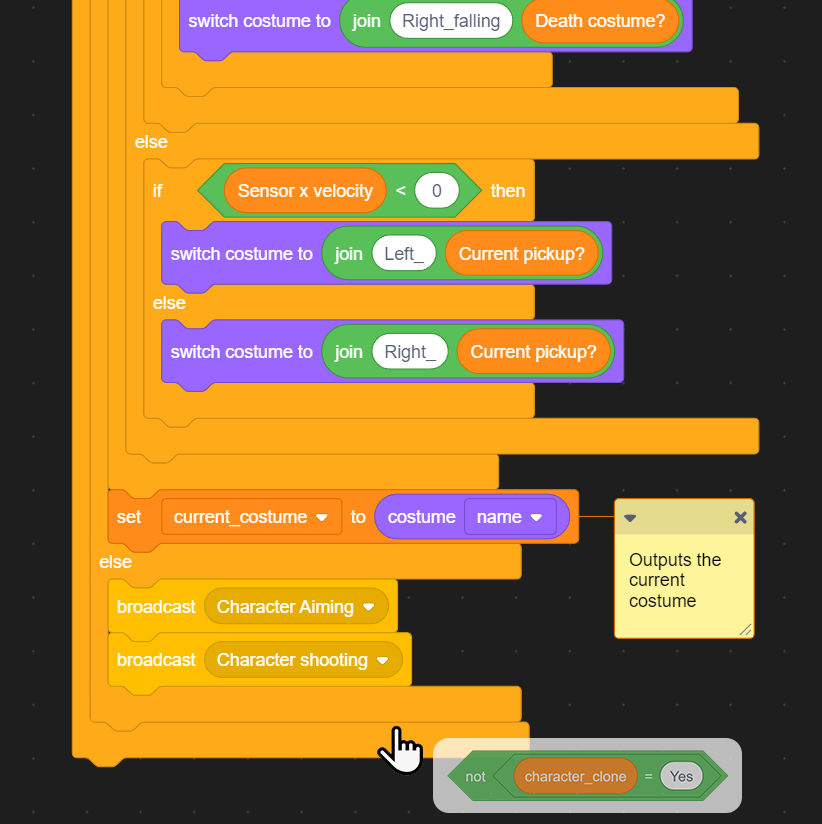 switch costume to join Right_falling Death costume?
else
if Sensor x velocity < 0 then
switch costume to join Left_ Current pickup?
else
switch costume to join Right_ Current pickup?
set current_costume to costume name
Outputs the
current
costume
else
broadcast Character Aiming
broadcast Character shooting
not character_clone = Yes